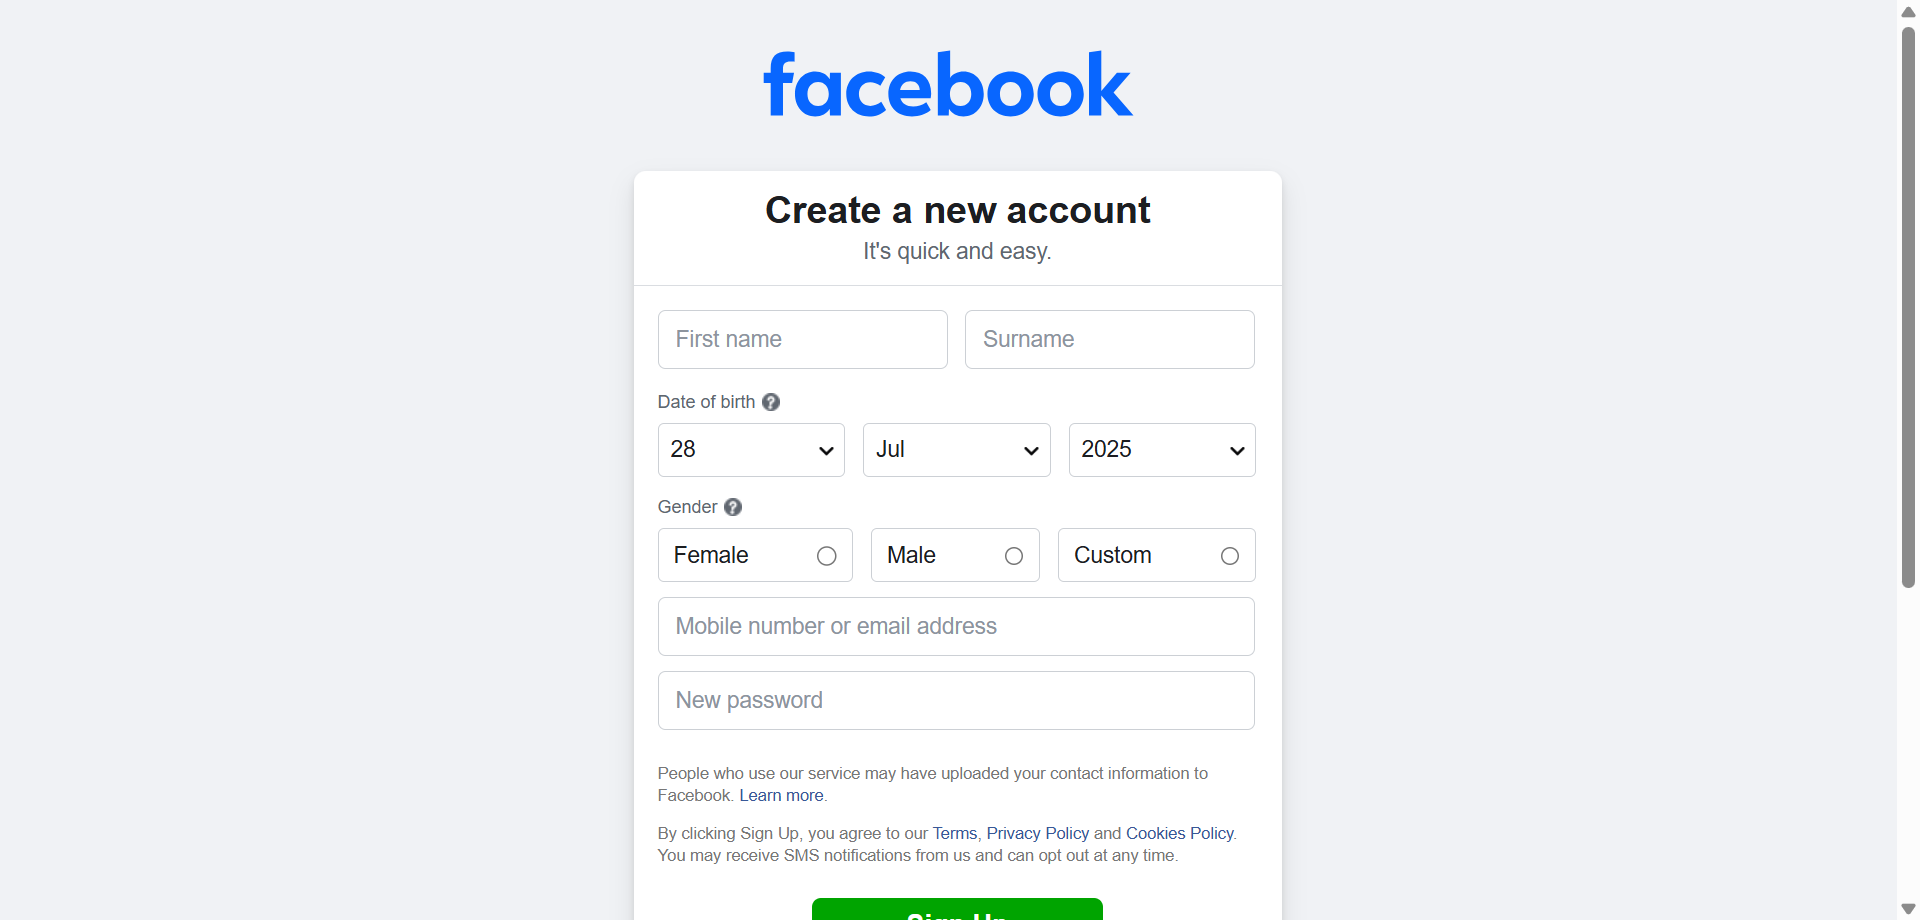 facebook
Create a new account
It's quick and easy.
First name Surname
Date of birth ?
28 Jul 2025
Gender ?
Female Male Custom
Mobile number or email address
New password
People who use our service may have uploaded your contact information to
Facebook. Learn more.
By clicking Sign Up, you agree to our Terms, Privacy Policy and Cookies Policy.
You may receive SMS notifications from us and can opt out at any time.
Sign Up